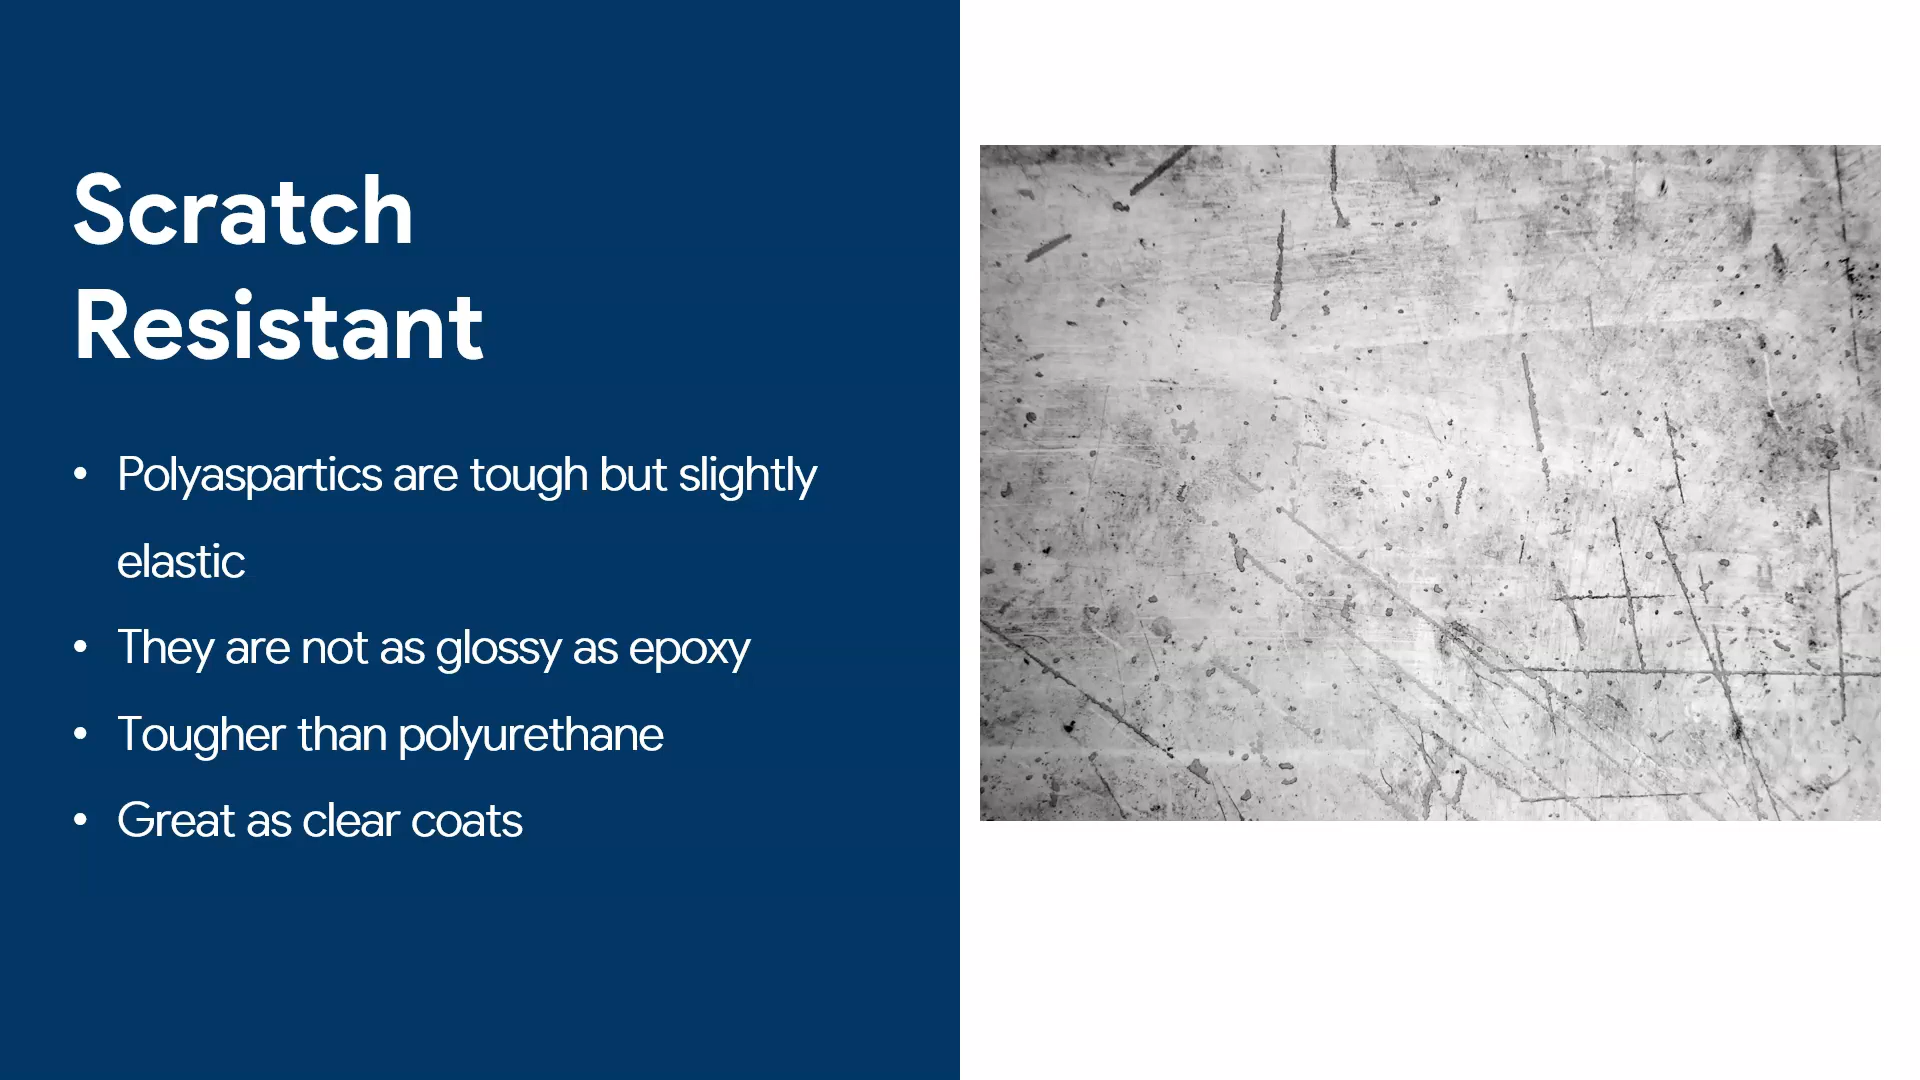 Scratch
Resistant
• Polyaspartics are tough but slightly
elastic
• They are not as glossy as epoxy
• Tougher than polyurethane
• Great as clear coats